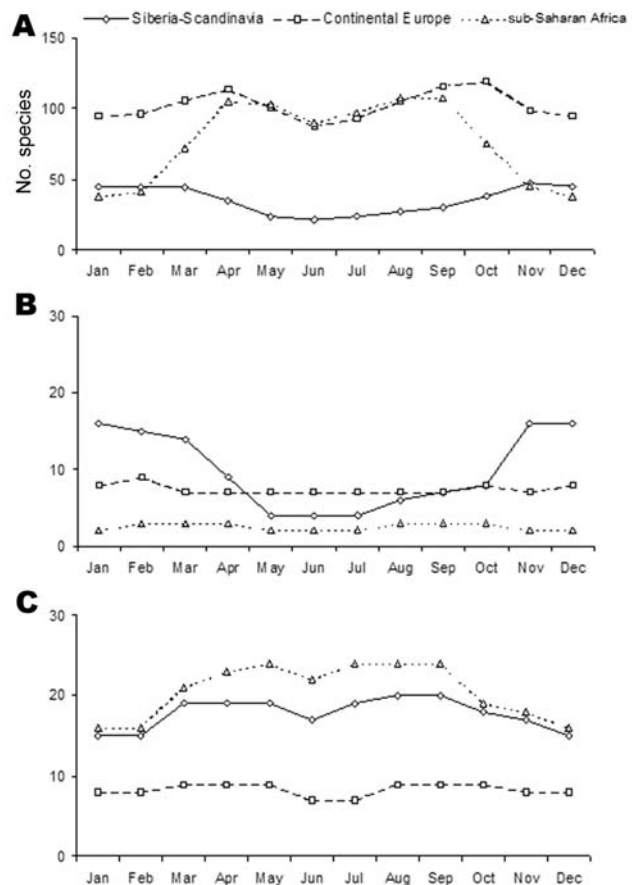 Siberia-Scandinavia Continental Europe sub-Saharan Africa
A
150
100
50
0
No. species
Jan Feb Mar Apr May Jun Jul Aug Sep Oct Nov Dec
B
30
20
10
0
Jan Feb Mar Apr May Jun Jul Aug Sep Oct Nov Dec
C
30
20
10
0
Jan Feb Mar Apr May Jun Jul Aug Sep Oct Nov Dec